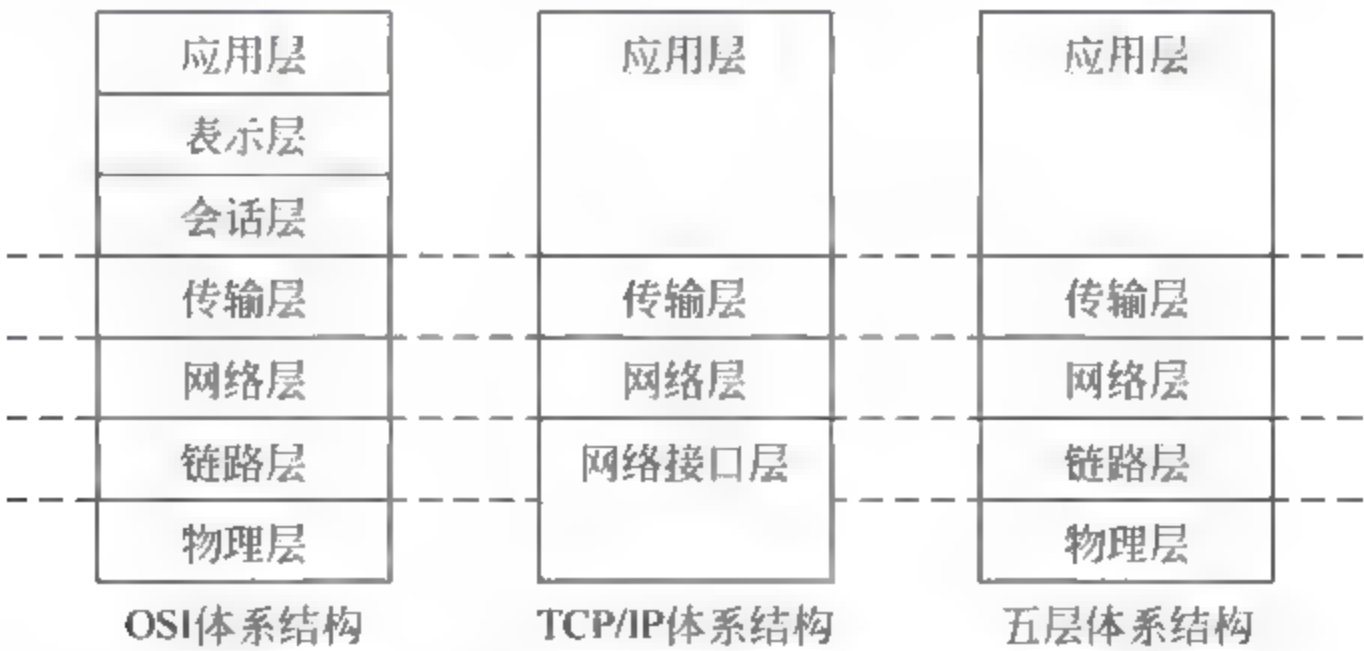 应用层
表示层
会话层
传输层
网络层
链路层
物理层
OSI体系结构
应用层
传输层
网络层
网络接口层
TCP/IP体系结构
应用层
传输层
网络层
链路层
物理层
五层体系结构